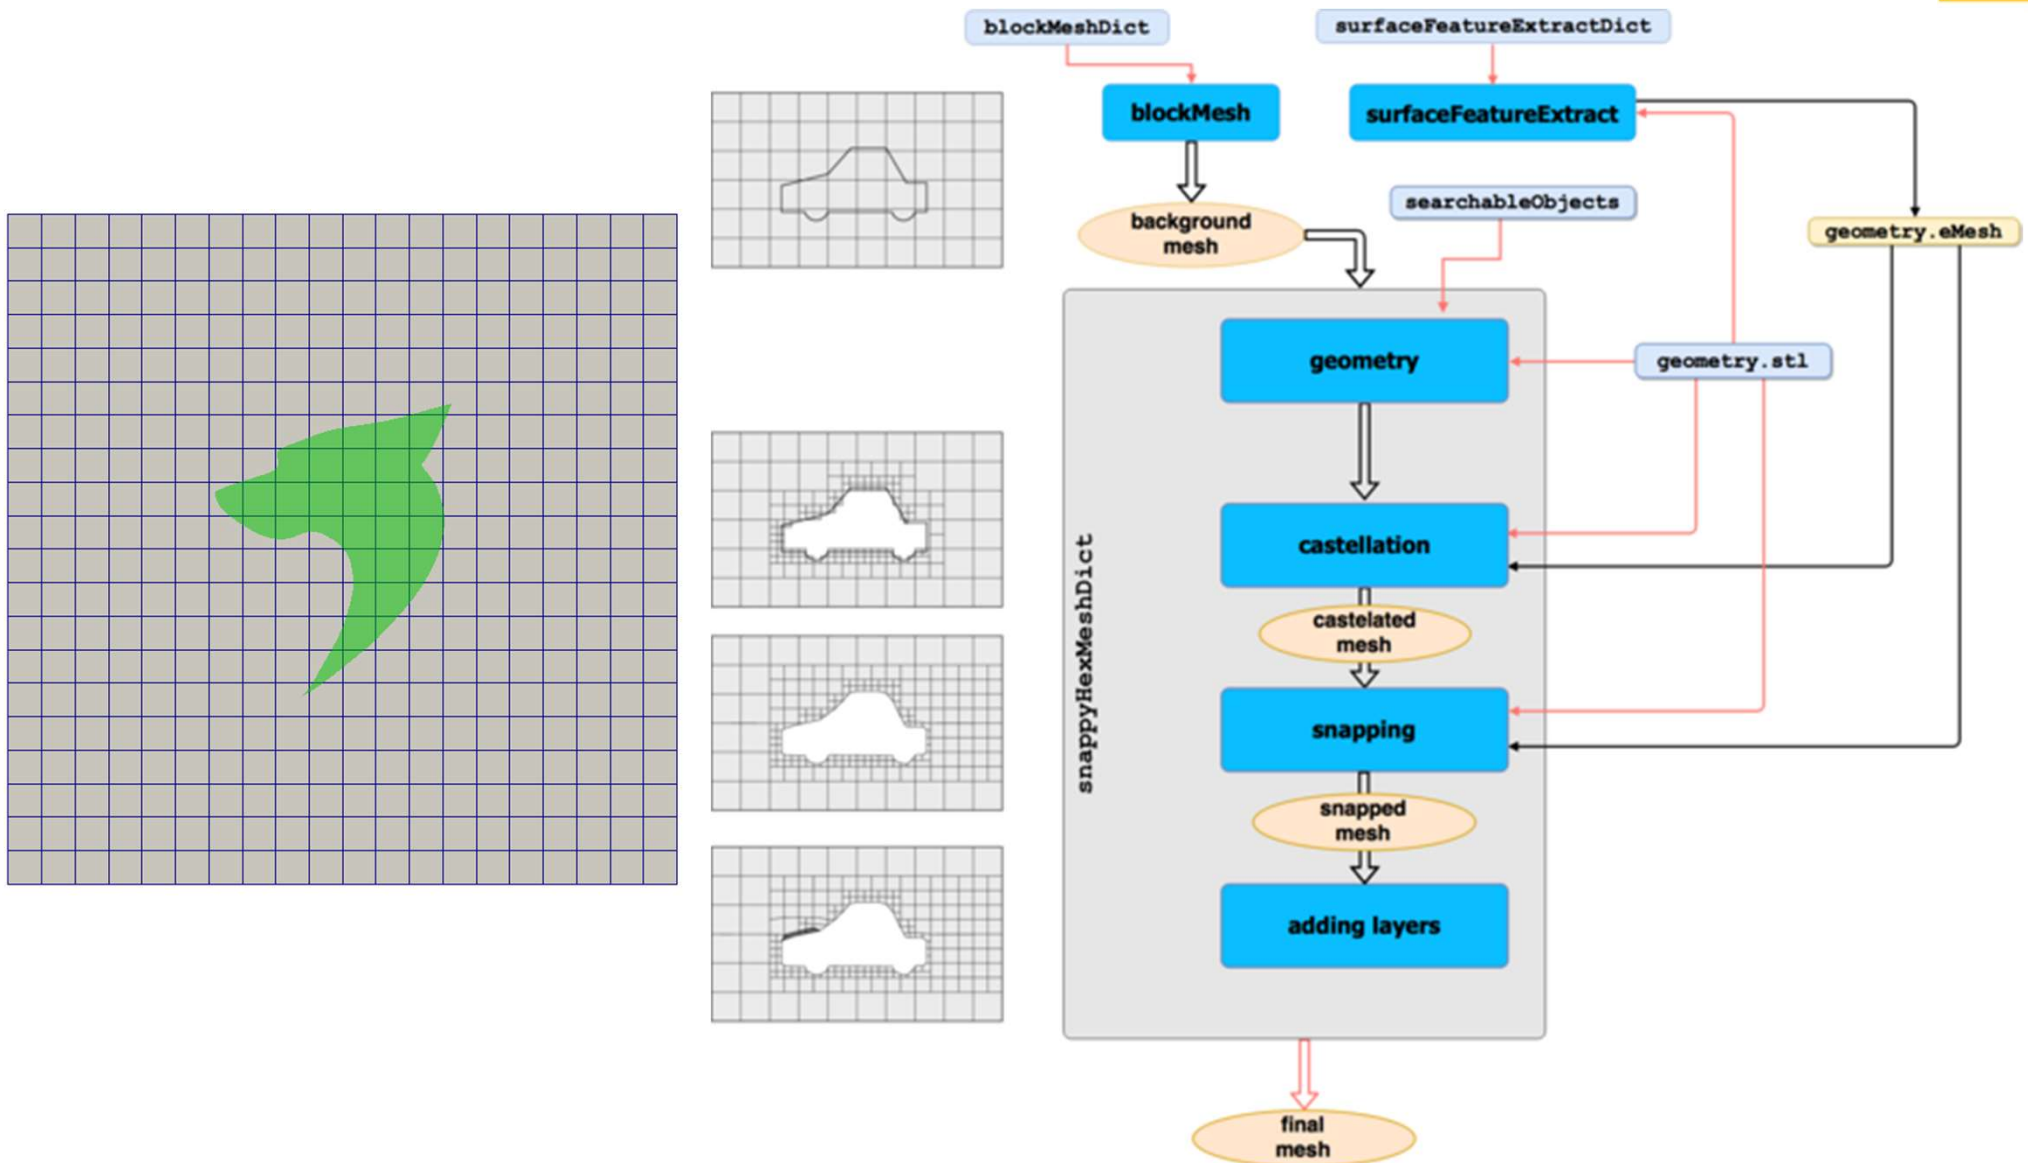 blockMeshDict
surfaceFeatureExtractDict
blockMesh
surfaceFeatureExtract
searchableObjects
background
mesh
geometry.eMesh
geometry
geometry.stl
snappyHexMeshDict
castellation
castelated
mesh
snapping
snapped
mesh
adding layers
final
mesh